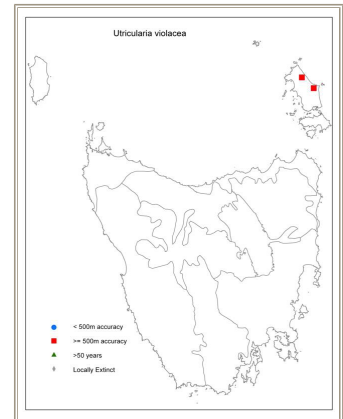 Utricularia violacea
< 500m accuracy
>= 500m accuracy
>50 years
Locally Extinct